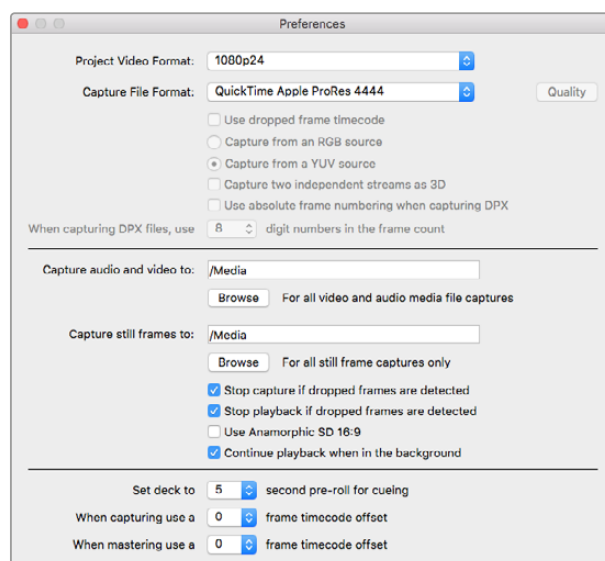 Preferences
Project Video Format: 1080p24
Capture File Format: QuickTime Apple ProRes 4444 Quality
Use dropped frame timecode
Capture from an RGB source
Capture from a YUV source
Capture two independent streams as 3D
Use absolute frame numbering when capturing DPX
When capturing DPX files, use 8 digit numbers in the frame count
Capture audio and video to: /Media
Browse For all video and audio media file captures
Capture still frames to: /Media
Browse For all still frame captures only
Stop capture if dropped frames are detected
Stop playback if dropped frames are detected
Use Anamorphic SD 16:9
Continue playback when in the background
Set deck to 5 second pre-roll for cueing
When capturing use a 0 frame timecode offset
When mastering use a 0 frame timecode offset